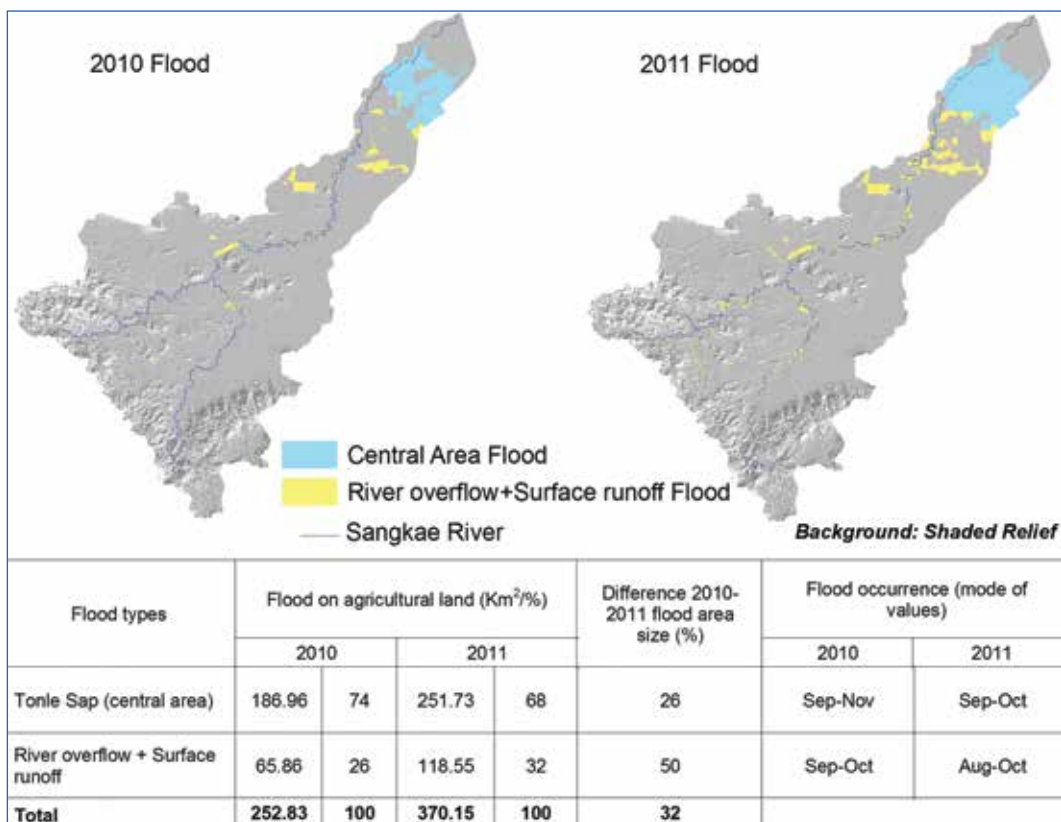 2010 Flood
2011 Flood
Central Area Flood
River overflow+Surface runoff Flood
Sangkae River
Background: Shaded Relief
Flood types
Flood on agricultural land (Km²/%)
Difference 2010-
2011 flood area
size (%)
Flood occurrence (mode of
values)
2010
2011
2010
2011
Tonle Sap (central area)
186.96
74
251.73
68
26
Sep-Nov
Sep-Oct
River overflow + Surface
runoff
65.86
26
118.55
32
50
Sep-Oct
Aug-Oct
Total
252.83
100
370.15
100
32